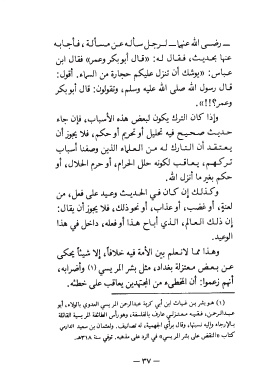 ـ رضي الله عنهما ـ لرجل سأله عن مسألة، فأجابه
عنها بحديث، فقال له: «قال أبو بكر وعمر» فقال ابن
عباس: «يوشك أن تنزل عليكم حجارة من السماء. أقول:
قال رسول الله صلى الله عليه وسلم، وتقولون: قال أبو بكر
وعمر؟!!».
وإذا كان الترك يكون لبعض هذه الأسباب، فإن جاء
حديث صحيح فيه تحليل أو تحريم أو حكم، فلا يجوز أن
يعتقد أن التارك له من العلماء الذين وصفنا أسباب
تركهم، يعاقب لكونه حلل الحرام، أو حرم الحلال، أو
حكم بغير ما أنزل الله.
وكذلك إن كان في الحديث وعيد على فعل، من
لعنة، أو غضب، أو عذاب، أو نحو ذلك، فلا يجوز أن يقال:
إن ذلك العالم، الذي أباح هذا أو فعله، داخل في هذا
الوعيد.
وهذا مما لا نعلم بين الأمة فيه خلافاً، إلا شيئاً يحكى
عن بعض معتزلة بغداد، مثل بشر المريسي (١) وأضرابه،
أنهم زعموا: أن المخطىء من المجتهدين يعاقب على خطئه.
(١) هو بشر بن غياث ابن أبي كريمة عبدالرحمن المريسي العدوي بالولاء، أبو
عبدالرحمن، فقيه معتزلي عارف بالفلسفة، وهو رأس الطائفة المريسية القائلة
بالإرجاء وإليه نسبتها، وقال برأي الجهمية، له تصانيف. ولعثمان بن سعيد الدارمي
كتاب «النقض على بشر المريسي» في الرد على مذهبه. توفي سنة ٢١٨هـ.
ـ ٣٧ ـ